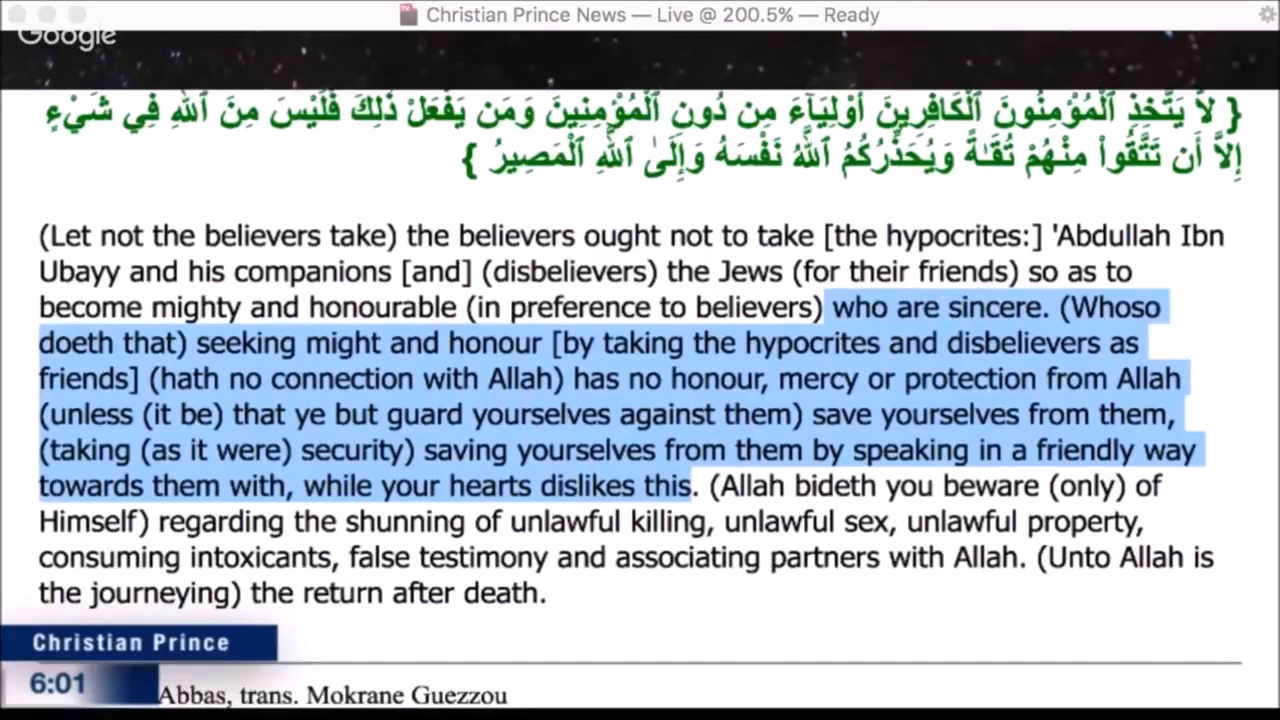 Christian Prince News — Live @ 200.5% — Ready
Google
{ لاَّ يَتَّخِذِ ٱلْمُؤْمِنُونَ ٱلْكَافِرِينَ أَوْلِيَآءَ مِن دُونِ ٱلْمُؤْمِنِينَ وَمَن يَفْعَلْ ذٰلِكَ فَلَيْسَ مِنَ ٱللَّهِ فِي شَيْءٍ
إِلاَّ أَن تَتَّقُواْ مِنْهُمْ تُقَـٰةً وَيُحَذِّرُكُمُ ٱللَّهُ نَفْسَهُ وَإِلَىٰ ٱللَّهِ ٱلْمَصِيرُ }
(Let not the believers take) the believers ought not to take [the hypocrites:] 'Abdullah Ibn
Ubayy and his companions [and] (disbelievers) the Jews (for their friends) so as to
become mighty and honourable (in preference to believers) who are sincere. (Whoso
doeth that) seeking might and honour [by taking the hypocrites and disbelievers as
friends] (hath no connection with Allah) has no honour, mercy or protection from Allah
(unless (it be) that ye but guard yourselves against them) save yourselves from them,
(taking (as it were) security) saving yourselves from them by speaking in a friendly way
towards them with, while your hearts dislikes this. (Allah bideth you beware (only) of
Himself) regarding the shunning of unlawful killing, unlawful sex, unlawful property,
consuming intoxicants, false testimony and associating partners with Allah. (Unto Allah is
the journeying) the return after death.
Christian Prince
6:01
Abbas, trans. Mokrane Guezzou